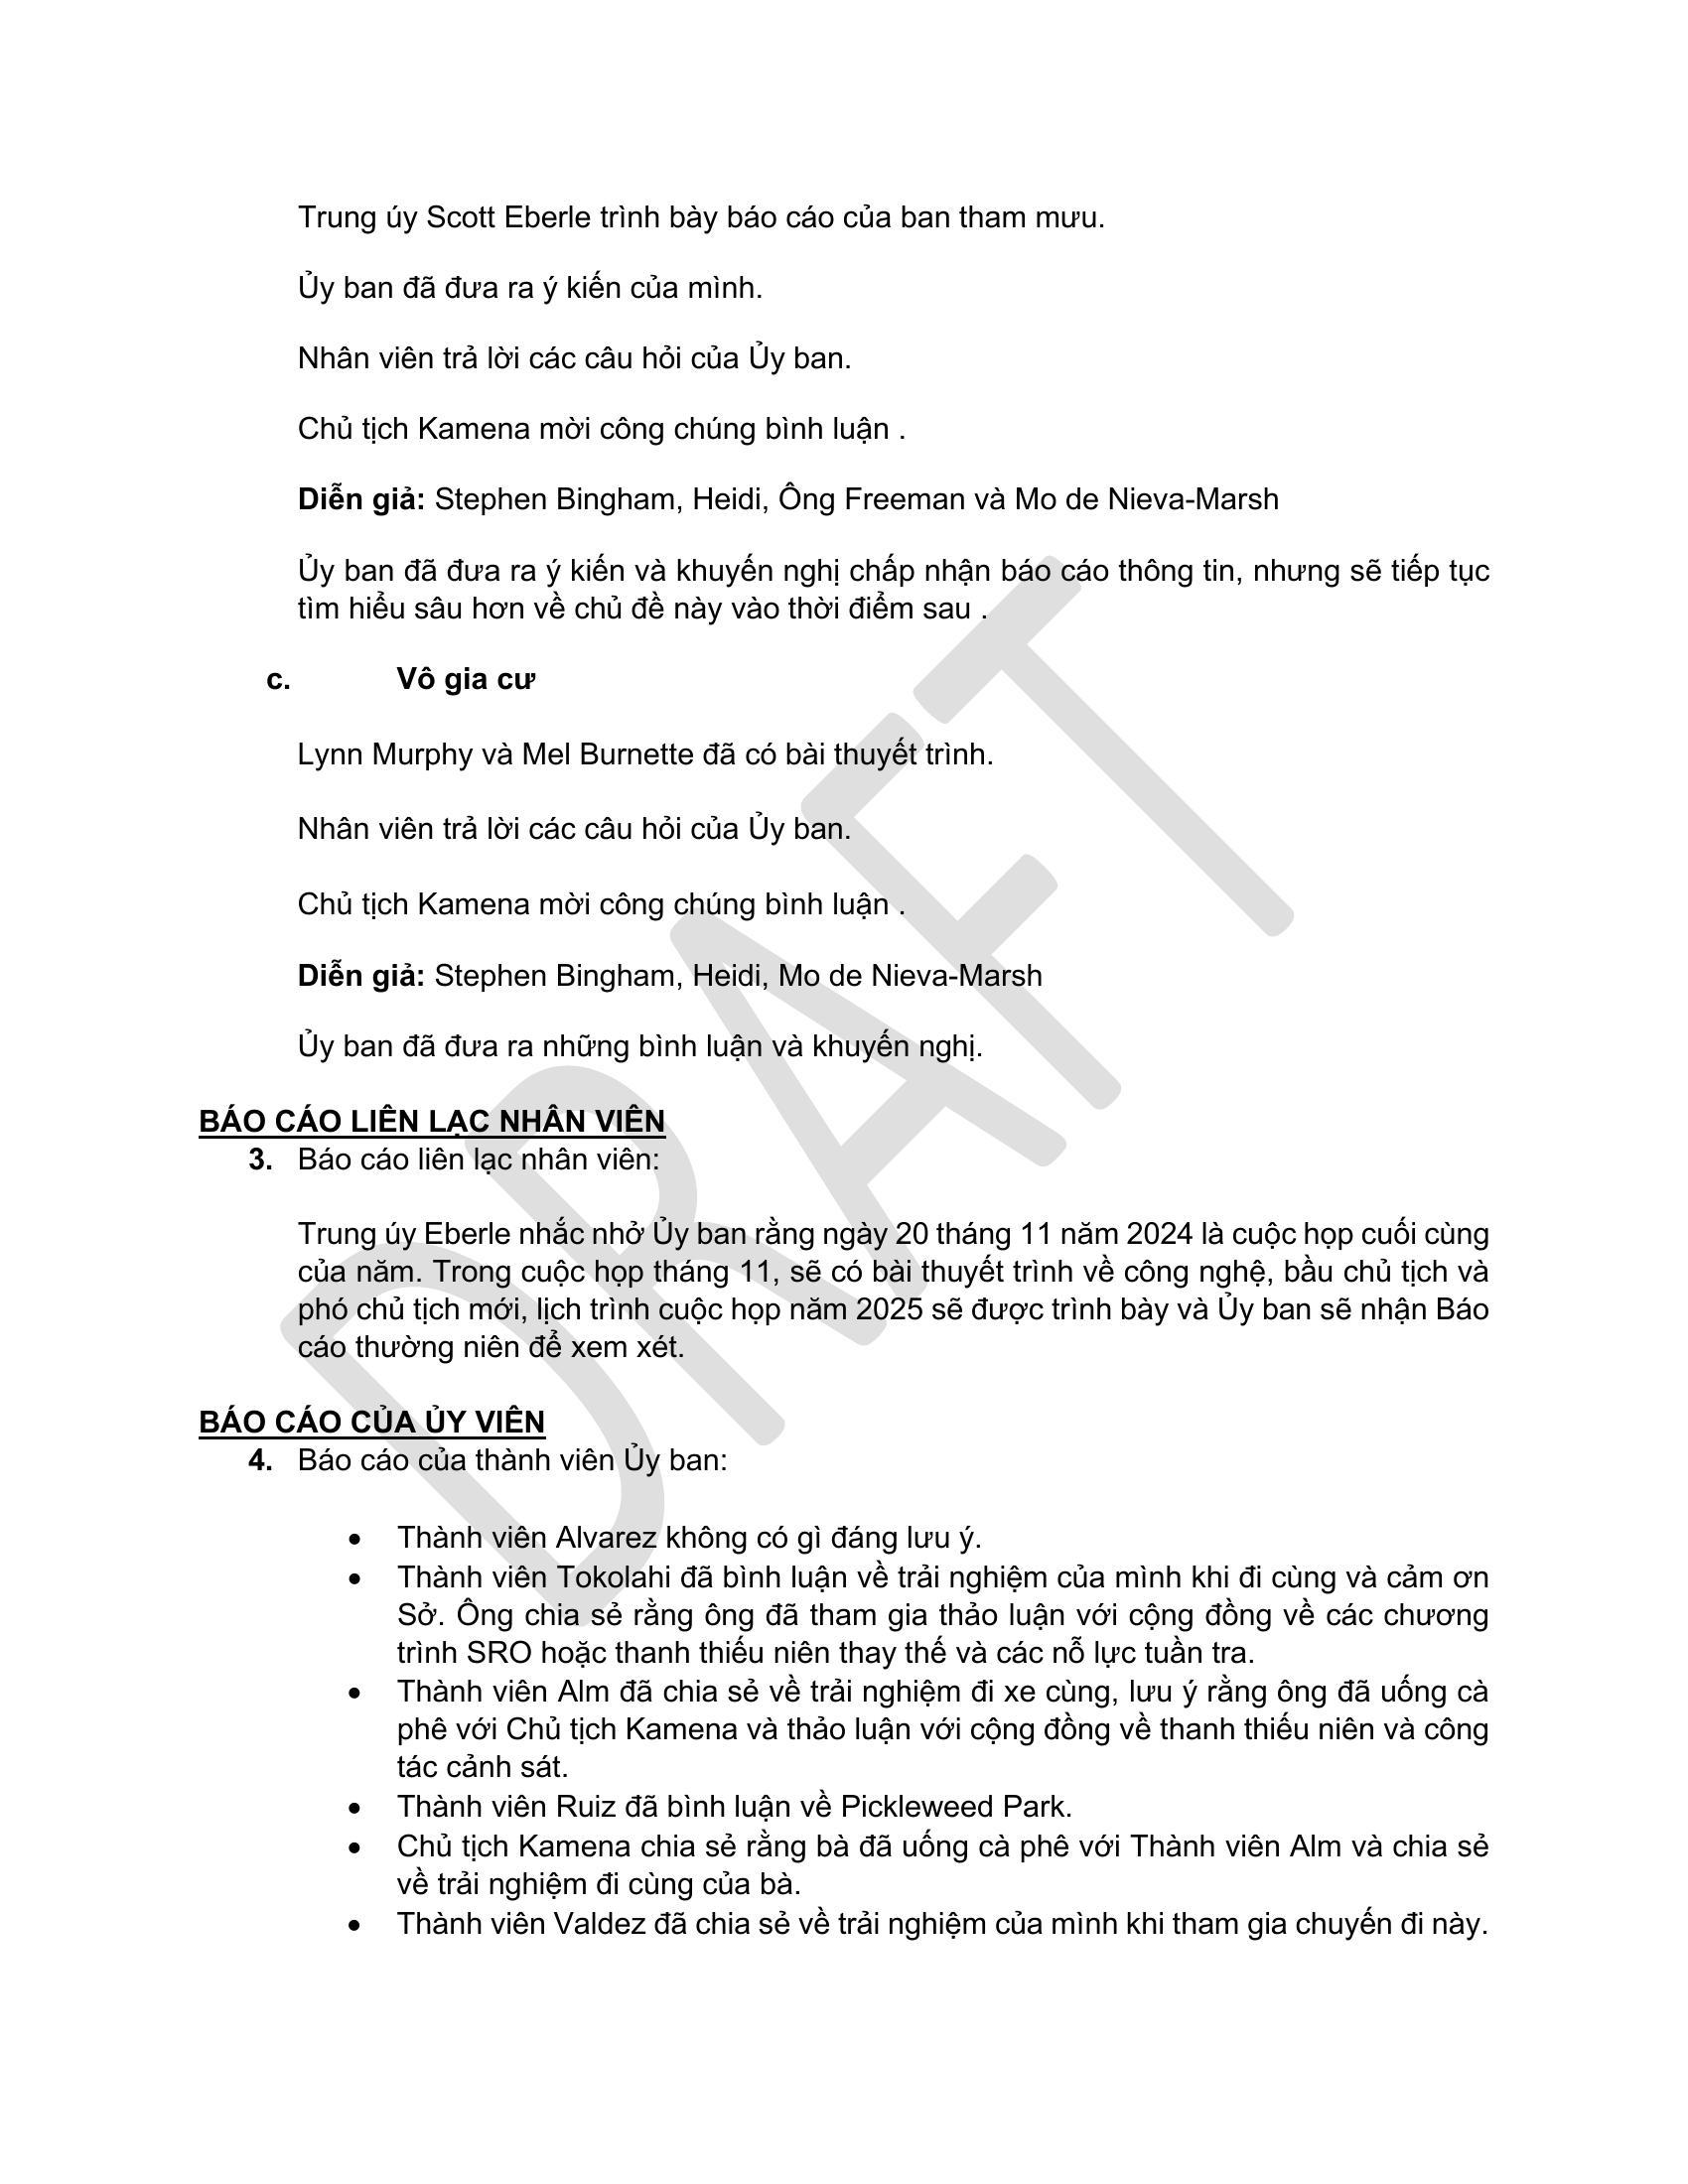 Trung úy Scott Eberle trình bày báo cáo của ban tham mưu.
Ủy ban đã đưa ra ý kiến của mình.
Nhân viên trả lời các câu hỏi của Ủy ban.
Chủ tịch Kamena mời công chúng bình luận .
Diễn giả: Stephen Bingham, Heidi, Ông Freeman và Mo de Nieva-Marsh
Ủy ban đã đưa ra ý kiến và khuyến nghị chấp nhận báo cáo thông tin, nhưng sẽ tiếp tục
tìm hiểu sâu hơn về chủ đề này vào thời điểm sau .
c. Vô gia cư
Lynn Murphy và Mel Burnette đã có bài thuyết trình.
Nhân viên trả lời các câu hỏi của Ủy ban.
Chủ tịch Kamena mời công chúng bình luận .
Diễn giả: Stephen Bingham, Heidi, Mo de Nieva-Marsh
Ủy ban đã đưa ra những bình luận và khuyến nghị.
BÁO CÁO LIÊN LẠC NHÂN VIÊN
3. Báo cáo liên lạc nhân viên:
Trung úy Eberle nhắc nhở Ủy ban rằng ngày 20 tháng 11 năm 2024 là cuộc họp cuối cùng
của năm. Trong cuộc họp tháng 11, sẽ có bài thuyết trình về công nghệ, bầu chủ tịch và
phó chủ tịch mới, lịch trình cuộc họp năm 2025 sẽ được trình bày và Ủy ban sẽ nhận Báo
cáo thường niên để xem xét.
BÁO CÁO CỦA ỦY VIÊN
4. Báo cáo của thành viên Ủy ban:
• Thành viên Alvarez không có gì đáng lưu ý.
• Thành viên Tokolahi đã bình luận về trải nghiệm của mình khi đi cùng và cảm ơn
Sở. Ông chia sẻ rằng ông đã tham gia thảo luận với cộng đồng về các chương
trình SRO hoặc thanh thiếu niên thay thế và các nỗ lực tuần tra.
• Thành viên Alm đã chia sẻ về trải nghiệm đi xe cùng, lưu ý rằng ông đã uống cà
phê với Chủ tịch Kamena và thảo luận với cộng đồng về thanh thiếu niên và công
tác cảnh sát.
• Thành viên Ruiz đã bình luận về Pickleweed Park.
• Chủ tịch Kamena chia sẻ rằng bà đã uống cà phê với Thành viên Alm và chia sẻ
về trải nghiệm đi cùng của bà.
• Thành viên Valdez đã chia sẻ về trải nghiệm của mình khi tham gia chuyến đi này.
DRAFT